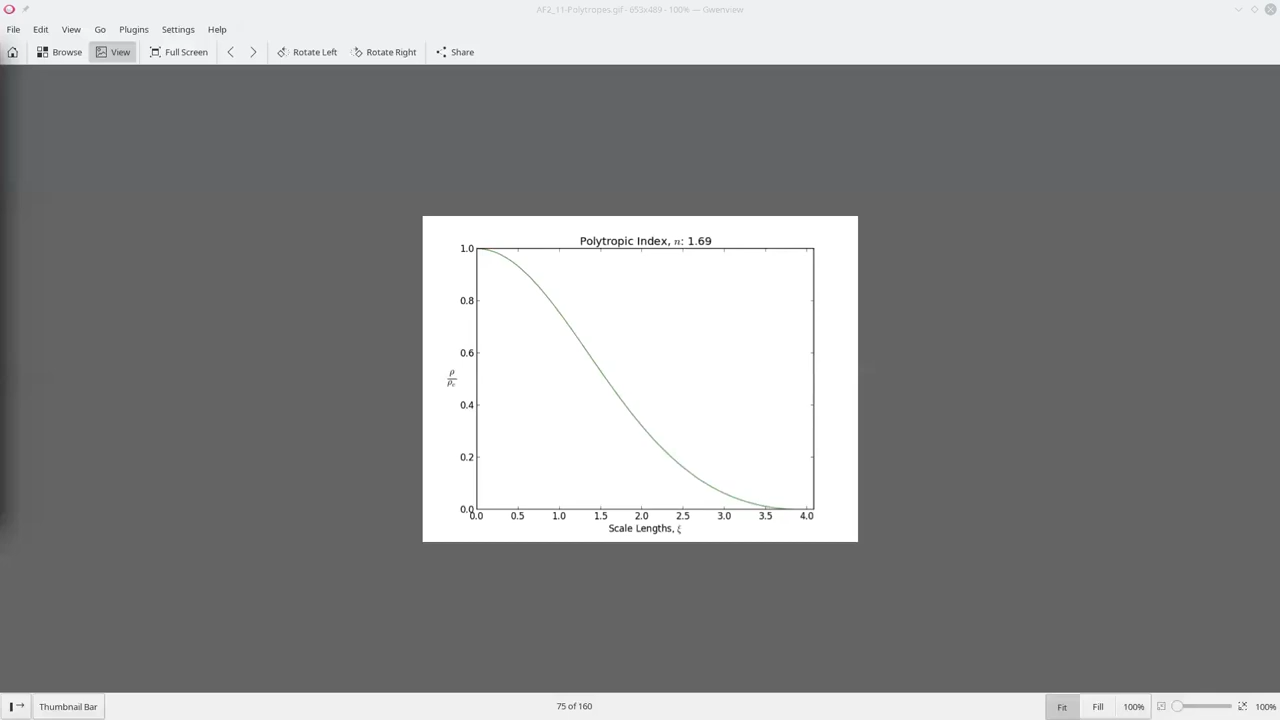 AF2_11-Polytropes.gif - 653x489 - 100% — Gwenview
File Edit View Go Plugins Settings Help
Browse View Full Screen Rotate Left Rotate Right Share
Polytropic Index, n: 1.69
1.0
0.8
0.6
ρ
ρc
0.4
0.2
0.0
0.0 0.5 1.0 1.5 2.0 2.5 3.0 3.5 4.0
Scale Lengths, ξ
Thumbnail Bar 75 of 160 Fit Fill 100% 100%